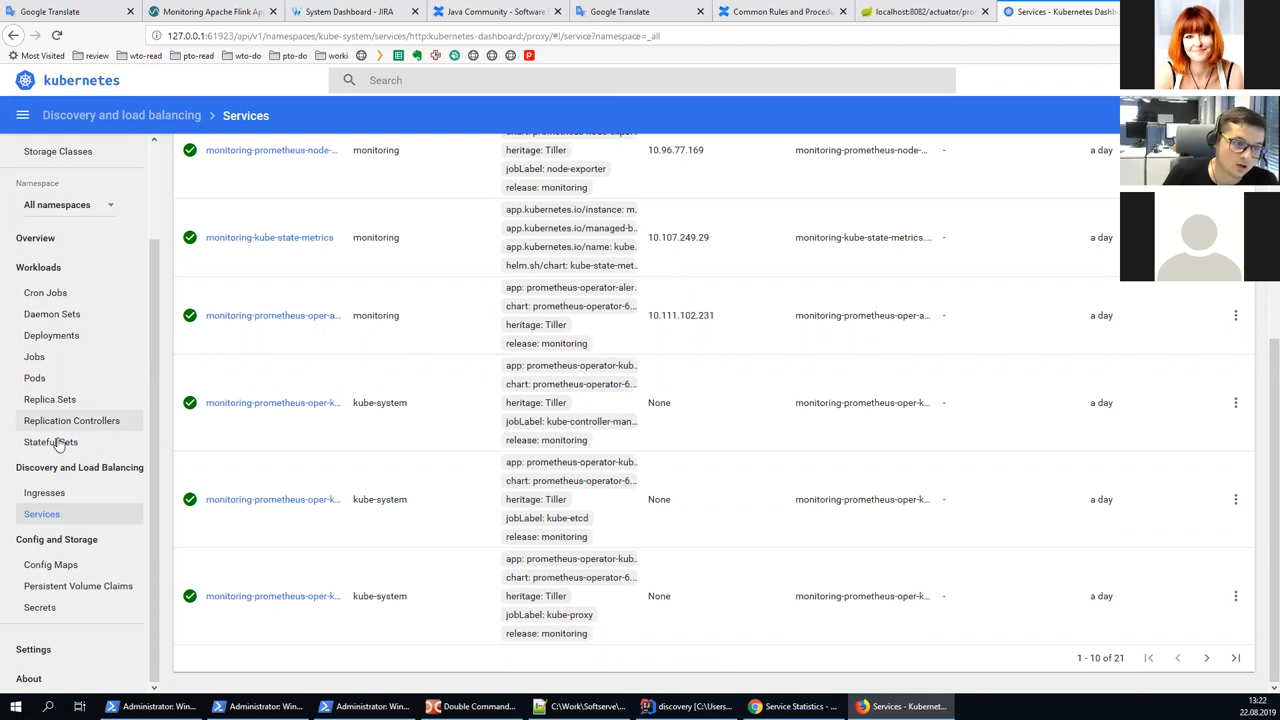 Google Translate
Monitoring Apache Flink App
System Dashboard - JIRA
Java Community - Software
Google Translate
Common Rules and Procedu
localhost:8082/actuator/pro
Services - Kubernetes Dashb
127.0.0.1:61923/api/v1/namespaces/kube-system/services/http:kubernetes-dashboard:/proxy/#!/service?namespace=_all
Most Visited
review
wto-read
pto-read
wto-do
pto-do
worki
kubernetes
Search
Discovery and load balancing > Services
Storage Classes
Namespace
All namespaces
Overview
Workloads
Cron Jobs
Daemon Sets
Deployments
Jobs
Pods
Replica Sets
Replication Controllers
Stateful Sets
Discovery and Load Balancing
Ingresses
Services
Config and Storage
Config Maps
Persistent Volume Claims
Secrets
Settings
About
monitoring-prometheus-node-...
monitoring
heritage: Tiller
jobLabel: node-exporter
release: monitoring
10.96.77.169
monitoring-prometheus-node-...
-
a day
monitoring-kube-state-metrics
monitoring
app.kubernetes.io/instance: m.
app.kubernetes.io/managed-b.
app.kubernetes.io/name: kube.
helm.sh/chart: kube-state-met.
10.107.249.29
monitoring-kube-state-metrics....
-
a day
monitoring-prometheus-oper-a...
monitoring
app: prometheus-operator-aler.
chart: prometheus-operator-6...
heritage: Tiller
release: monitoring
10.111.102.231
monitoring-prometheus-oper-a...
-
a day
monitoring-prometheus-oper-k...
kube-system
app: prometheus-operator-kub.
chart: prometheus-operator-6...
heritage: Tiller
jobLabel: kube-controller-man...
release: monitoring
None
monitoring-prometheus-oper-k...
-
a day
monitoring-prometheus-oper-k...
kube-system
app: prometheus-operator-kub.
chart: prometheus-operator-6...
heritage: Tiller
jobLabel: kube-etcd
release: monitoring
None
monitoring-prometheus-oper-k...
-
a day
monitoring-prometheus-oper-k...
kube-system
app: prometheus-operator-kub.
chart: prometheus-operator-6...
heritage: Tiller
jobLabel: kube-proxy
release: monitoring
None
monitoring-prometheus-oper-k...
-
a day
1 - 10 of 21
Administrator: Win...
Administrator: Win...
Administrator: Win...
Double Comman...
C:\Work\Softserve\...
discovery [C:\Users...
Service Statistics - ...
Services - Kubernet...
13:22
22.08.2019